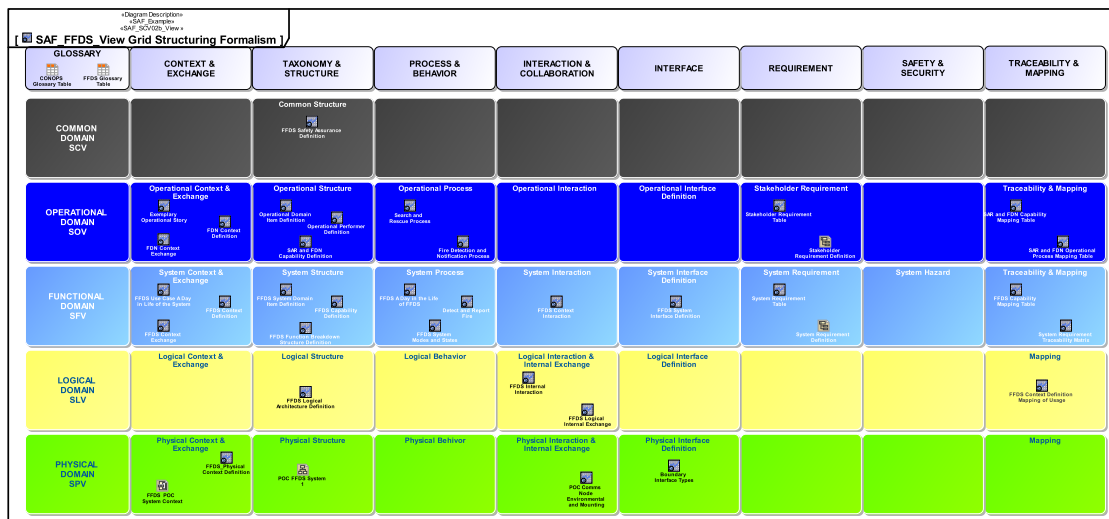 «Diagram Description»
«SAF_Example»
«SAF_SCV02b_View »
[ SAF_FFDS_View Grid Structuring Formalism ]
GLOSSARY
CONOPS
Gloassary Table
FFDS Glossary
Table
CONTEXT &
EXCHANGE
TAXONOMY &
STRUCTURE
PROCESS &
BEHAVIOR
INTERACTION &
COLLABORATION
INTERFACE
REQUIREMENT
SAFETY &
SECURITY
TRACEABILITY &
MAPPING
COMMON
DOMAIN
SCV
Common Structure
FFDS Safety Assurance
Definition
OPERATIONAL
DOMAIN
SOV
Operational Context &
Exchange
Exemplary
Operational Story
FDN Context
Definition
FDN Context
Exchange
Operational Structure
Operational Domain
Item Definition
Operational Performer
Definition
SAR and FDN
Capability Definition
Operational Process
Search and
Rescue Process
Fire Detection and
Notification Process
Operational Interaction
Operational Interface
Definition
Stakeholder Requirement
Stakeholder Requirement
Table
Stakeholder
Requirement Definition
Traceability & Mapping
SAR and FDN Capability
Mapping Table
SAR and FDN Operational
Process Mapping Table
FUNCTIONAL
DOMAIN
SFV
System Context &
Exchange
FFDS Use Case A Day
in Life of the System
FFDS Context
Definition
FFDS Context
Exchange
System Structure
FFDS System Domain
Item Definition
FFDS Capability
Definition
FFDS Function Breakdown
Structure Definition
System Process
FFDS A Day in the Life
of FFDS
Detect and Report
Fire
FFDS System
Modes and States
System Interaction
FFDS Context
Interaction
System Interface
Definition
FFDS System
Interface Definition
System Requirement
System Requirement
Table
System Requirement
Definition
System Hazard
Traceability & Mapping
FFDS Capability
Mapping Table
System Requirement
Traceability Matrix
LOGICAL
DOMAIN
SLV
Logical Context &
Exchange
Logical Structure
FFDS Logical
Architecture Definition
Logical Behavior
Logical Interaction &
Internal Exchange
FFDS Internal
Interaction
FFDS Logical
Internal Exchange
Logical Interface
Definition
Mapping
FFDS Context Definition
Mapping of Usage
PHYSICAL
DOMAIN
SPV
Physical Context &
Exchange
FFDS_Physical
Context Definition
FFDS POC
System Context
Physical Structure
POC FFDS System
1
Physical Behivor
Physical Interaction &
Internal Exchange
POC Comms
Node
Environmental
and Mounting
Physical Interface
Definition
Boundary
Interface Types
Mapping